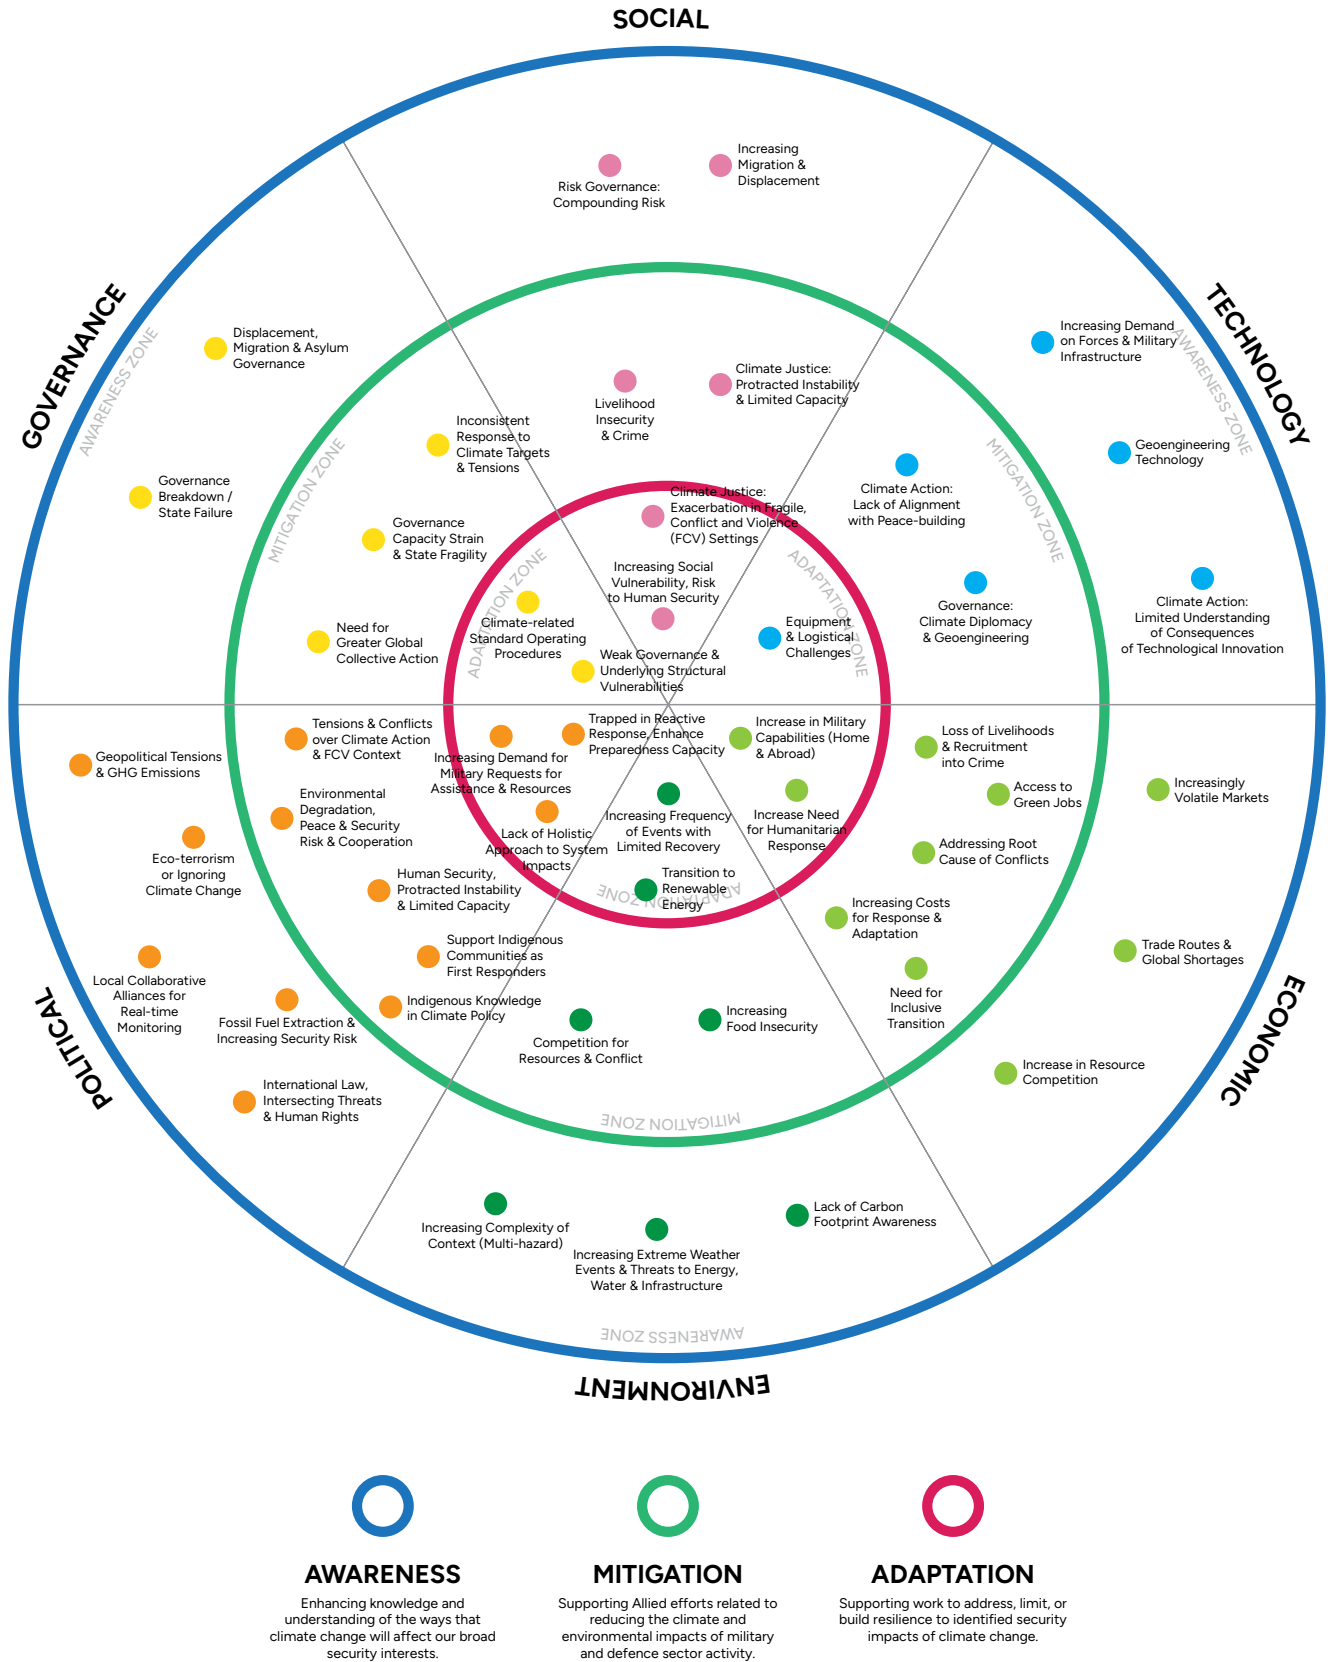 SOCIAL
Risk Governance:
Compounding Risk
Increasing
Migration &
Displacement
Livelihood
Insecurity
& Crime
Climate Justice:
Protracted Instability
& Limited Capacity
Climate Justice:
Exacerbation in Fragile,
Conflict and Violence
(FCV) Settings
Increasing Social
Vulnerability, Risk
to Human Security
TECHNOLOGY
AWARENESS ZONE
Increasing Demand
on Forces & Military
Infrastructure
Geoengineering
Technology
Climate Action:
Limited Understanding
of Consequences
of Technological Innovation
MITIGATION ZONE
Climate Action:
Lack of Alignment
with Peace-building
Governance:
Climate Diplomacy
& Geoengineering
ADAPTATION ZONE
Equipment
& Logistical
Challenges
GOVERNANCE
AWARENESS ZONE
Displacement,
Migration & Asylum
Governance
Governance
Breakdown /
State Failure
MITIGATION ZONE
Inconsistent
Response to
Climate Targets
& Tensions
Governance
Capacity Strain
& State Fragility
Need for
Greater Global
Collective Action
ADAPTATION ZONE
Climate-related
Standard Operating
Procedures
Weak Governance &
Underlying Structural
Vulnerabilities
POLITICAL
Geopolitical Tensions
& GHG Emissions
Eco-terrorism
or Ignoring
Climate Change
Local Collaborative
Alliances for
Real-time
Monitoring
Fossil Fuel Extraction &
Increasing Security Risk
International Law,
Intersecting Threats
& Human Rights
Tensions & Conflicts
over Climate Action
& FCV Context
Environmental
Degradation,
Peace & Security
Risk & Cooperation
Human Security,
Protracted Instability
& Limited Capacity
Support Indigenous
Communities as
First Responders
Indigenous Knowledge
in Climate Policy
Increasing Demand for
Military Requests for
Assistance & Resources
Trapped in Reactive
Response, Enhance
Preparedness Capacity
Lack of Holistic
Approach to System
Impacts
ECONOMIC
Increase in Military
Capabilities (Home
& Abroad)
Increase Need
for Humanitarian
Response
Loss of Livelihoods
& Recruitment
into Crime
Access to
Green Jobs
Addressing Root
Cause of Conflicts
Increasing Costs
for Response &
Adaptation
Need for
Inclusive
Transition
Increasingly
Volatile Markets
Trade Routes &
Global Shortages
Increase in Resource
Competition
Increasing Frequency
of Events with
Limited Recovery
Transition to
Renewable
Energy
ADAPTATION ZONE
Competition for
Resources & Conflict
Increasing
Food Insecurity
MITIGATION ZONE
Increasing Complexity of
Context (Multi-hazard)
Increasing Extreme Weather
Events & Threats to Energy,
Water & Infrastructure
Lack of Carbon
Footprint Awareness
AWARENESS ZONE
ENVIRONMENT
AWARENESS
Enhancing knowledge and
understanding of the ways that
climate change will affect our broad
security interests.
MITIGATION
Supporting Allied efforts related to
reducing the climate and
environmental impacts of military
and defence sector activity.
ADAPTATION
Supporting work to address, limit, or
build resilience to identified security
impacts of climate change.